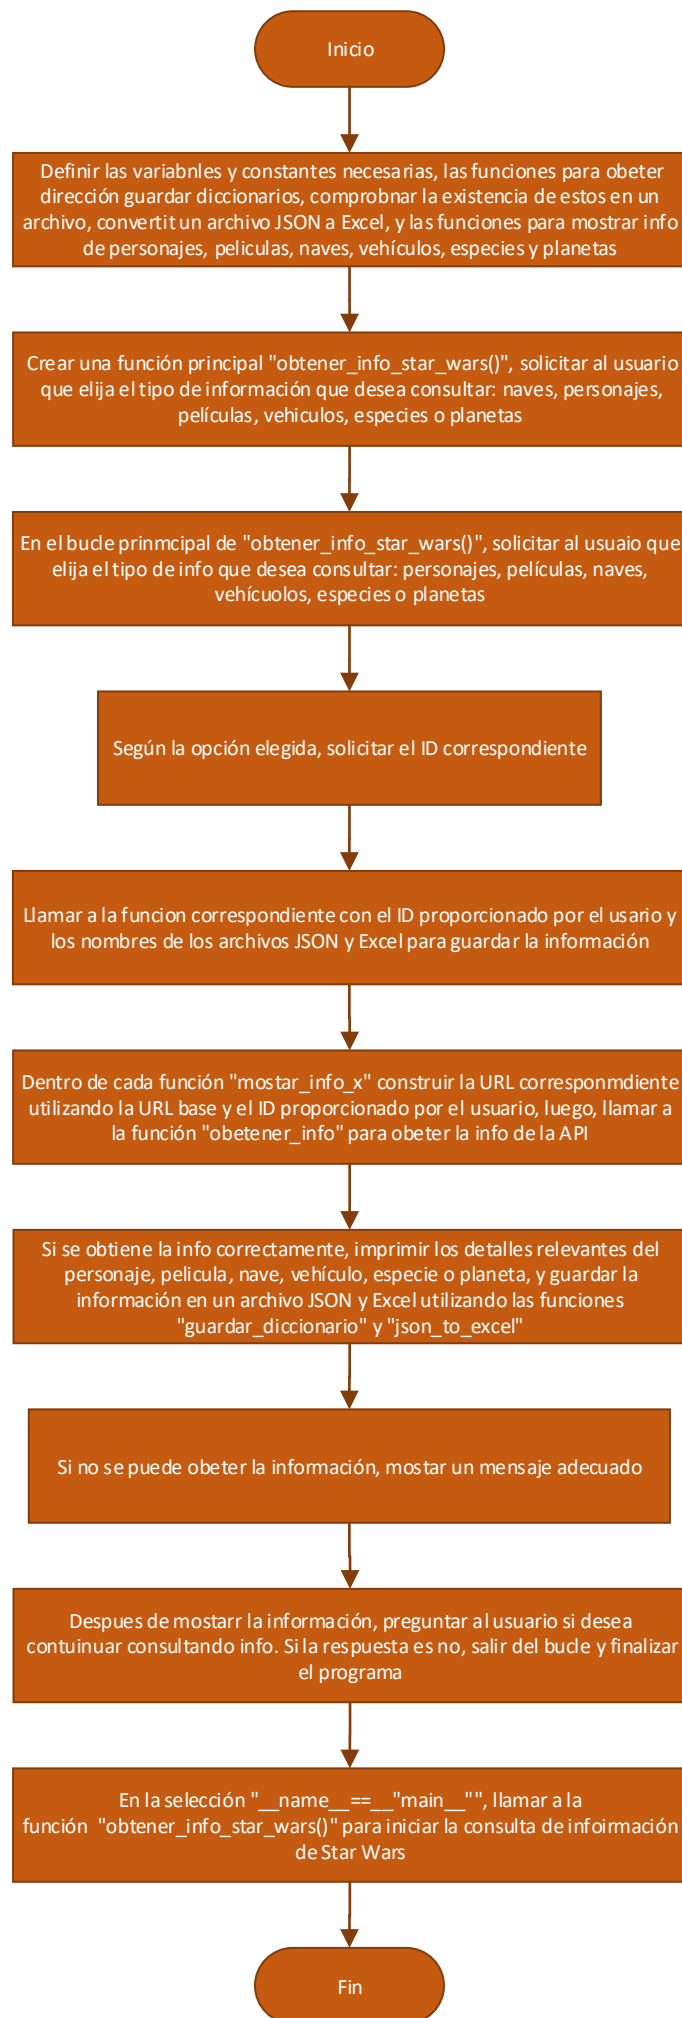 Inicio
Definir las variabnles y constantes necesarias, las funciones para obeter
dirección guardar diccionarios, comprobnar la existencia de estos en un
archivo, convertit un archivo JSON a Excel, y las funciones para mostrar info
de personajes, peliculas, naves, vehículos, especies y planetas
Crear una función principal "obtener_info_star_wars()", solicitar al usuario
que elija el tipo de información que desea consultar: naves, personajes,
películas, vehiculos, especies o planetas
En el bucle prinmcipal de "obtener_info_star_wars()", solicitar al usuaio que
elija el tipo de info que desea consultar: personajes, películas, naves,
vehícuolos, especies o planetas
Según la opción elegida, solicitar el ID correspondiente
Llamar a la funcion correspondiente con el ID proporcionado por el usario y
los nombres de los archivos JSON y Excel para guardar la información
Dentro de cada función "mostar_info_x" construir la URL corresponmdiente
utilizando la URL base y el ID proporcionado por el usuario, luego, llamar a
la función "obetener_info" para obeter la info de la API
Si se obtiene la info correctamente, imprimir los detalles relevantes del
personaje, pelicula, nave, vehículo, especie o planeta, y guardar la
información en un archivo JSON y Excel utilizando las funciones
"guardar_diccionario" y "json_to_excel"
Si no se puede obeter la información, mostar un mensaje adecuado
Despues de mostarr la información, preguntar al usuario si desea
contuinuar consultando info. Si la respuesta es no, salir del bucle y finalizar
el programa
En la selección "__name__==__"main__"", llamar a la
función "obtener_info_star_wars()" para iniciar la consulta de infoirmación
de Star Wars
Fin